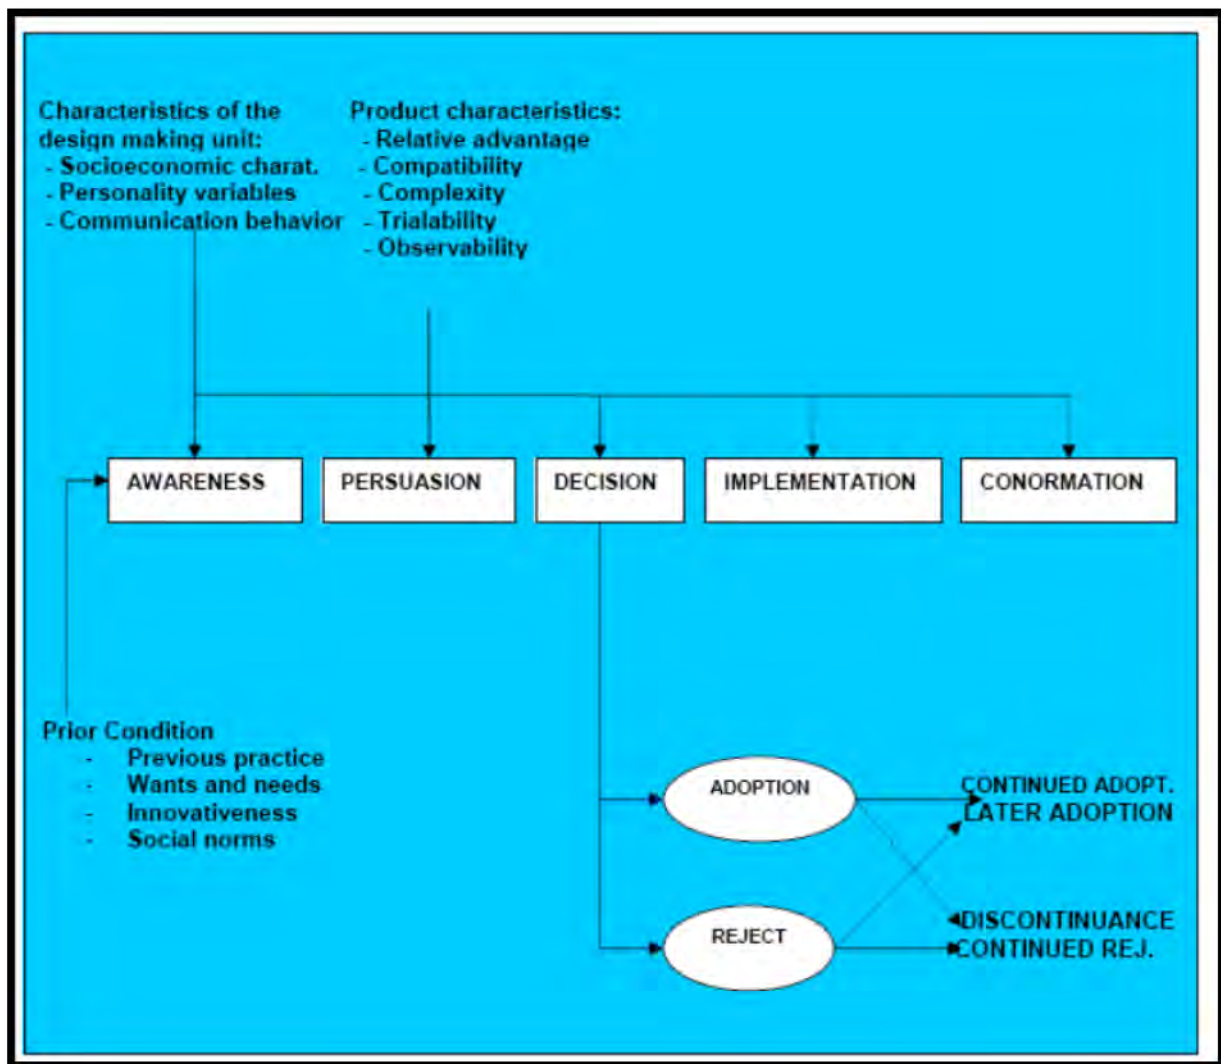 Characteristics of the
design making unit:
- Socioeconomic charat.
- Personality variables
- Communication behavior
Product characteristics:
- Relative advantage
- Compatibility
- Complexity
- Trialability
- Observability
AWARENESS
PERSUASION
DECISION
IMPLEMENTATION
CONORMATION
Prior Condition
- Previous practice
- Wants and needs
- Innovativeness
- Social norms
ADOPTION
CONTINUED ADOPT.
LATER ADOPTION
REJECT
DISCONTINUANCE
CONTINUED REJ.